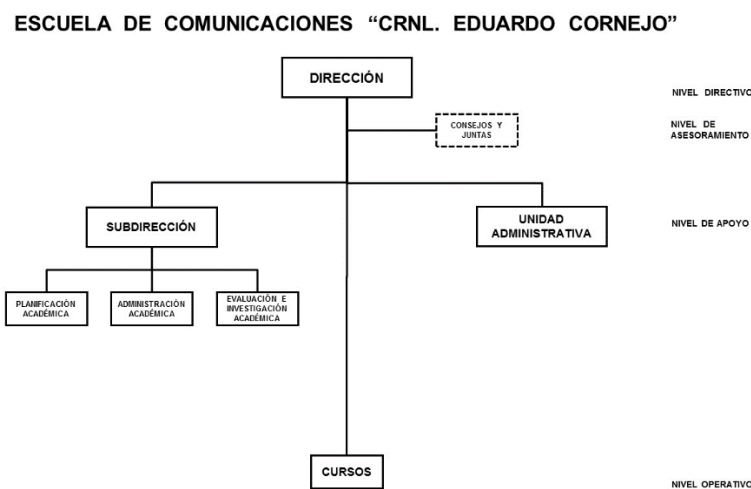 ESCUELA DE COMUNICACIONES “CRNL. EDUARDO CORNEJO”
DIRECCIÓN
NIVEL DIRECTIVO
CONSEJOS Y
JUNTAS
NIVEL DE
ASESORAMIENTO
SUBDIRECCIÓN
UNIDAD
ADMINISTRATIVA
NIVEL DE APOYO
PLANIFICACIÓN
ACADÉMICA
ADMINISTRACIÓN
ACADÉMICA
EVALUACIÓN E
INVESTIGACIÓN
ACADÉMICA
CURSOS
NIVEL OPERATIVO